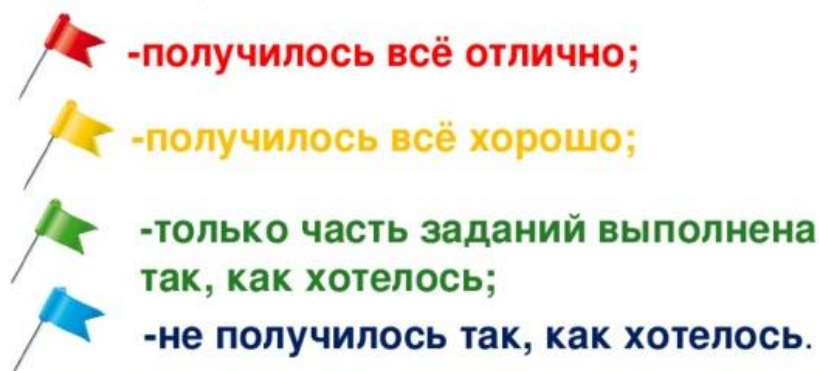 -получилось всё отлично;
-получилось всё хорошо;
-только часть заданий выполнена
так, как хотелось;
-не получилось так, как хотелось.